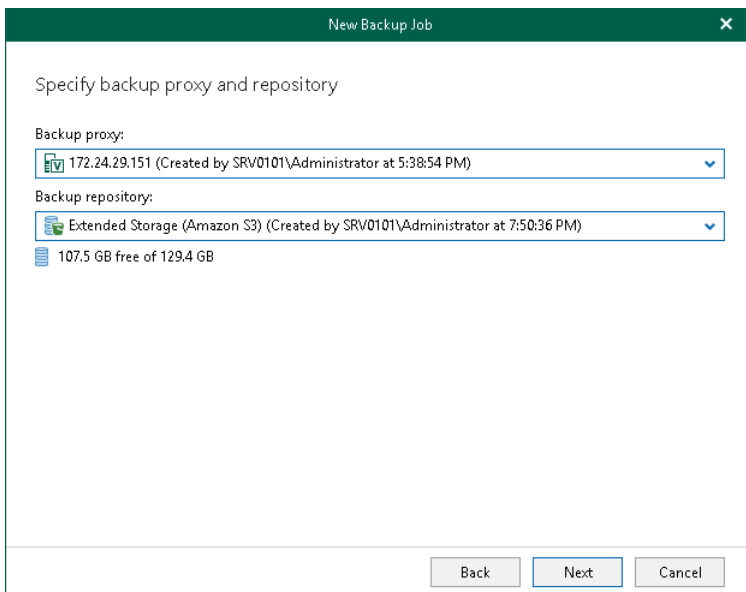 New Backup Job
Specify backup proxy and repository
Backup proxy:
172.24.29.151 (Created by SRV0101\Administrator at 5:38:54 PM)
Backup repository:
Extended Storage (Amazon S3) (Created by SRV0101\Administrator at 7:50:36 PM)
107.5 GB free of 129.4 GB
Back Next Cancel